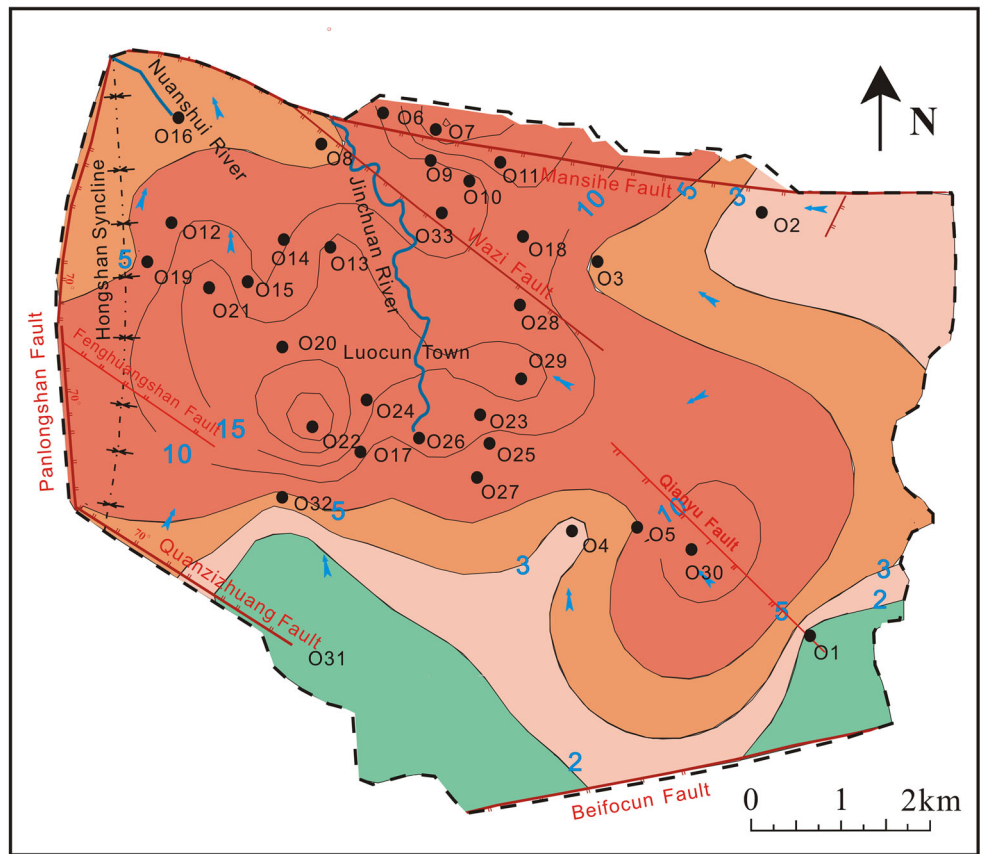 Nuanshui River
O16
O6
O7
O8
O9
O11
N
Mansihe Fault
5
3
10
O10
O2
Hongshan Syncline
Jinchuan River
O12
O33
O18
Wazi Fault
O14
O13
O3
5
O19
O15
70°
O21
O28
Panlongshan Fault
Fenghuangshan Fault
O20
Luocun Town
O29
70°
O24
O23
15
O22
O26
O25
10
O17
O27
Qianyu Fault
O32
5
10
O5
70°
O4
O30
Quanzizhuang Fault
3
3
2
5
O31
O1
2
Beifocun Fault
0 1 2km